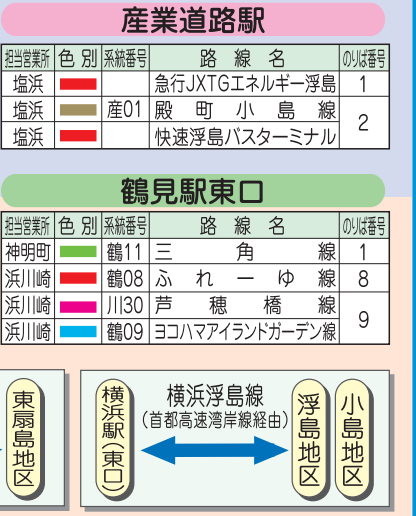 産業道路駅
担当営業所 色別 系統番号 路線名 のりば番号
塩浜 急行JXTGエネルギー浮島 1
塩浜 産01 殿町小島線 2
塩浜 快速浮島バスターミナル
鶴見駅東口
担当営業所 色別 系統番号 路線名 のりば番号
神明町 鶴11 三角線 1
浜川崎 鶴08 ふれーゆ線 8
浜川崎 川30 芦穂橋線 9
浜川崎 鶴09 ヨコハマアイランドガーデン線
東扇島地区
横浜駅(東口)
横浜浮島線
(首都高速湾岸線経由)
浮島地区
小島地区